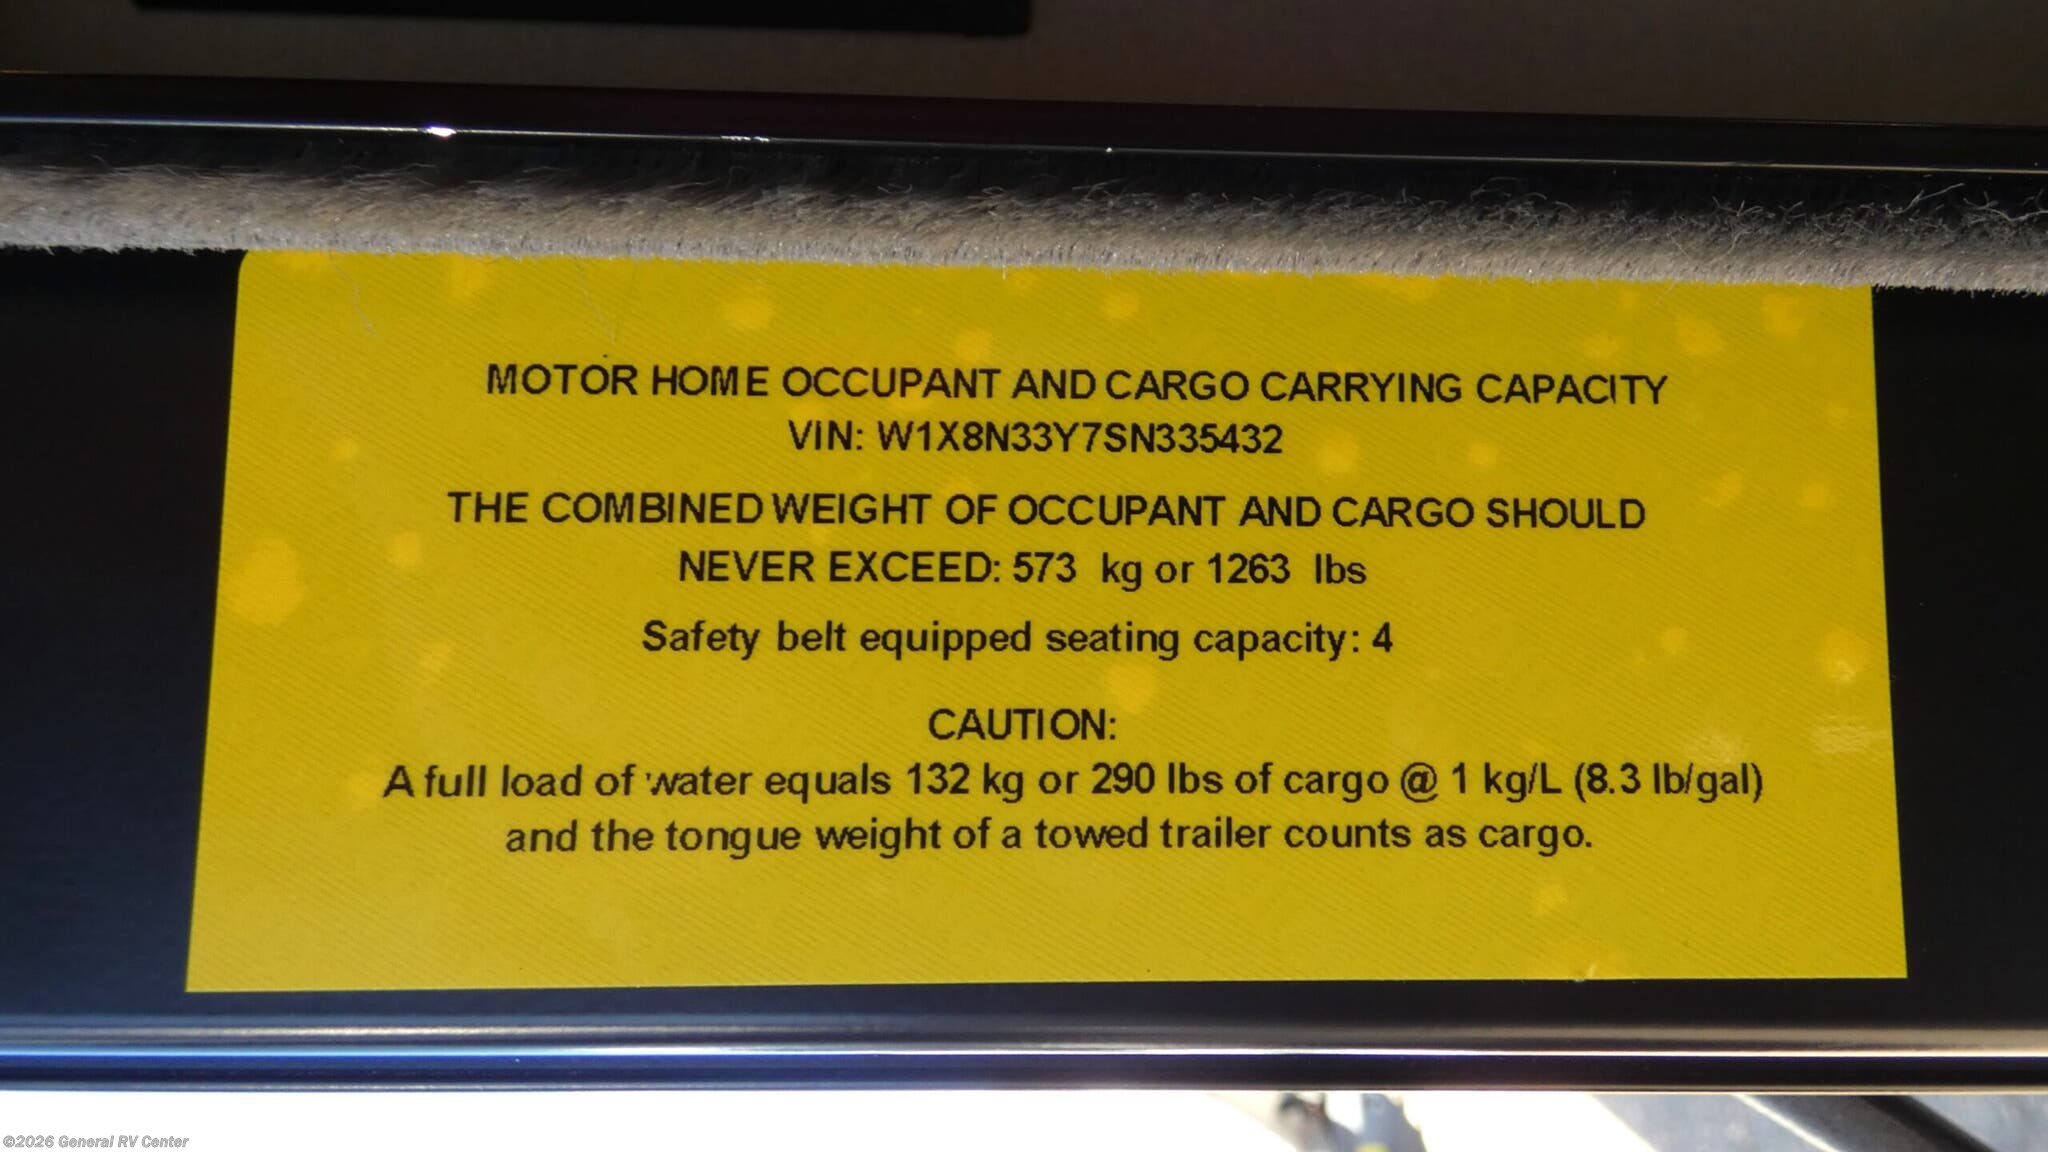 MOTOR HOME OCCUPANT AND CARGO CARRYING CAPACITY
VIN: W1X8N33Y7SN335432
THE COMBINED WEIGHT OF OCCUPANT AND CARGO SHOULD
NEVER EXCEED: 573 kg or 1263 lbs
Safety belt equipped seating capacity: 4
CAUTION:
A full load of water equals 132 kg or 290 lbs of cargo @ 1 kg/L (8.3 lb/gal)
and the tongue weight of a towed trailer counts as cargo.
©2026 General RV Center